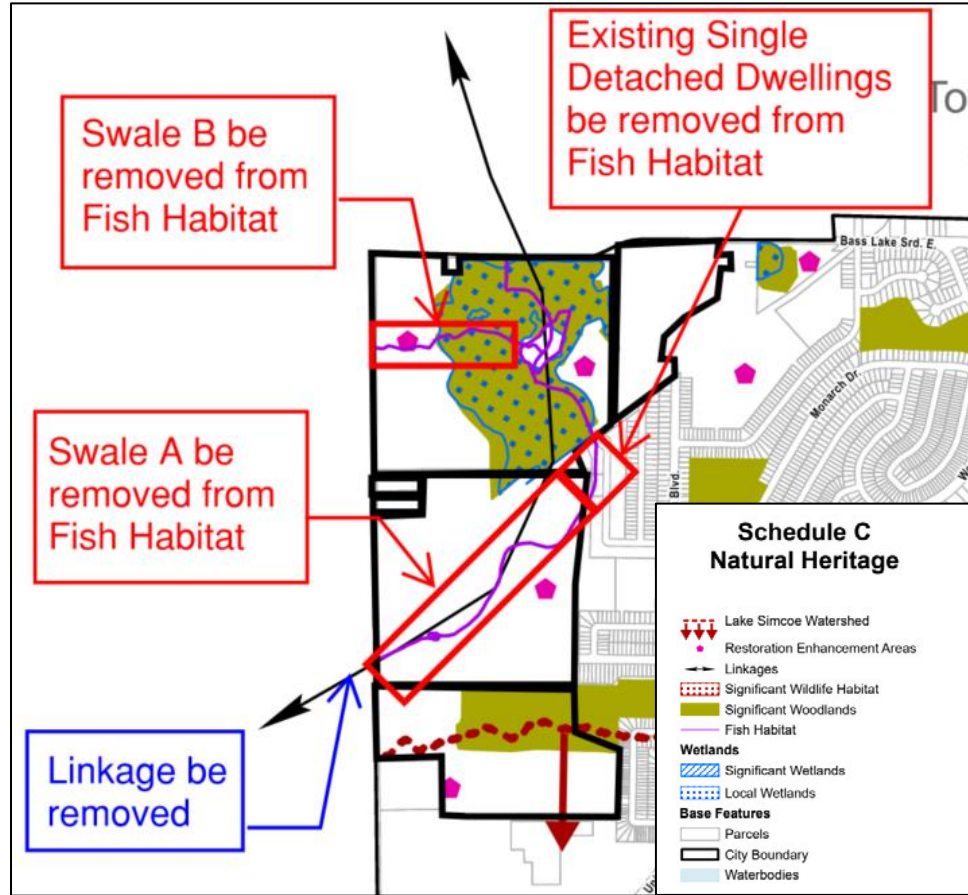 Existing Single
Detached Dwellings
be removed from
Fish Habitat
To
Swale B be
removed from
Fish Habitat
Bass Lake Srd. E.
Monarch Dr.
Swale A be
removed from
Fish Habitat
Blvd.
Schedule C
Natural Heritage
Lake Simcoe Watershed
Restoration Enhancement Areas
Linkages
Significant Wildlife Habitat
Significant Woodlands
Fish Habitat
Wetlands
Significant Wetlands
Local Wetlands
Base Features
Parcels
City Boundary
Waterbodies
Linkage be
removed